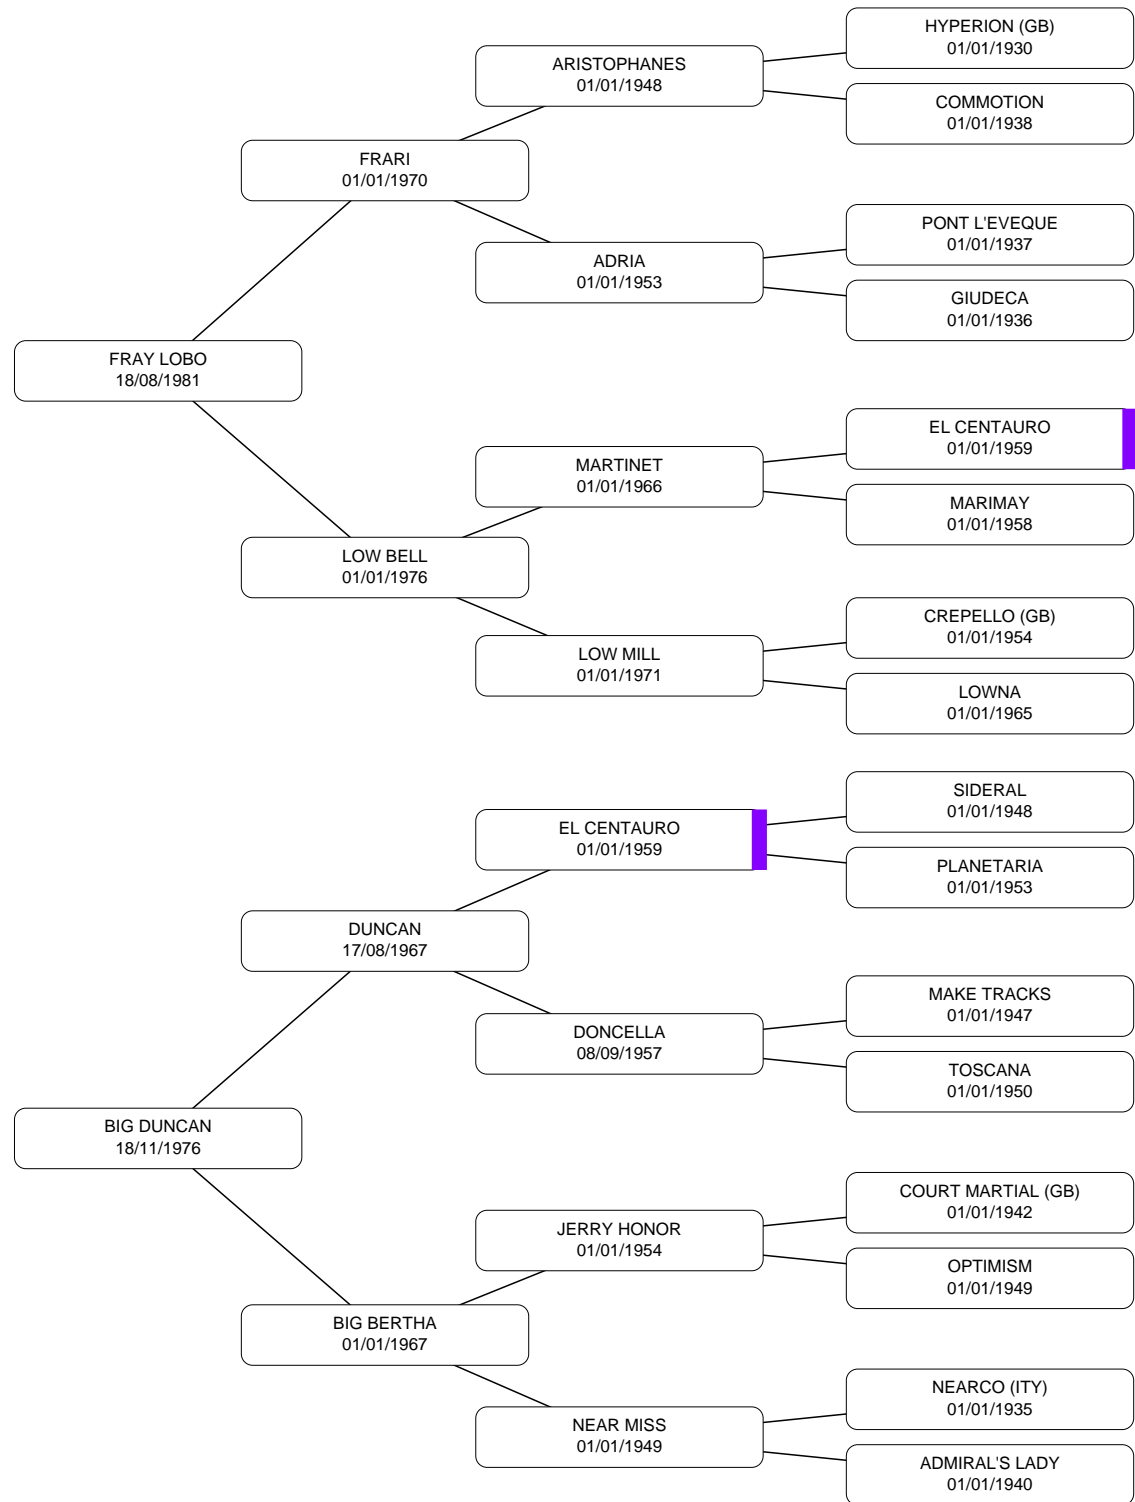 HYPERION (GB)
01/01/1930
ARISTOPHANES
01/01/1948
COMMOTION
01/01/1938
FRARI
01/01/1970
PONT L'EVEQUE
01/01/1937
ADRIA
01/01/1953
GIUDECA
01/01/1936
FRAY LOBO
18/08/1981
EL CENTAURO
01/01/1959
MARTINET
01/01/1966
MARIMAY
01/01/1958
LOW BELL
01/01/1976
CREPELLO (GB)
01/01/1954
LOW MILL
01/01/1971
LOWNA
01/01/1965
SIDERAL
01/01/1948
EL CENTAURO
01/01/1959
PLANETARIA
01/01/1953
DUNCAN
17/08/1967
MAKE TRACKS
01/01/1947
DONCELLA
08/09/1957
TOSCANA
01/01/1950
BIG DUNCAN
18/11/1976
COURT MARTIAL (GB)
01/01/1942
JERRY HONOR
01/01/1954
OPTIMISM
01/01/1949
BIG BERTHA
01/01/1967
NEARCO (ITY)
01/01/1935
NEAR MISS
01/01/1949
ADMIRAL'S LADY
01/01/1940